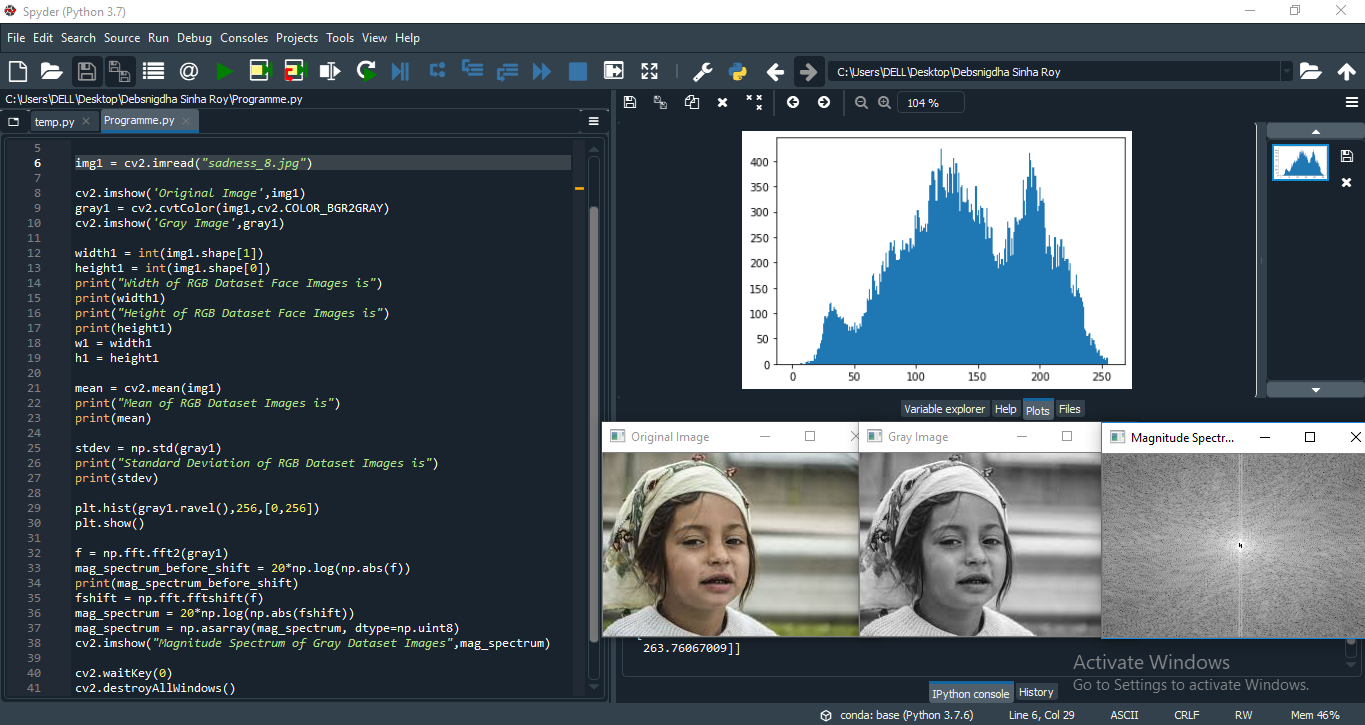 Spyder (Python 3.7)
File Edit Search Source Run Debug Consoles Projects Tools View Help
C:\Users\DELL\Desktop\Debsnigdha Sinha Roy
C:\Users\DELL\Desktop\Debsnigdha Sinha Roy\Programme.py
temp.py
Programme.py
5
6 img1 = cv2.imread("sadness_8.jpg")
7
8 cv2.imshow('Original Image',img1)
9 gray1 = cv2.cvtColor(img1,cv2.COLOR_BGR2GRAY)
10 cv2.imshow('Gray Image',gray1)
11
12 width1 = int(img1.shape[1])
13 height1 = int(img1.shape[0])
14 print("Width of RGB Dataset Face Images is")
15 print(width1)
16 print("Height of RGB Dataset Face Images is")
17 print(height1)
18 w1 = width1
19 h1 = height1
20
21 mean = cv2.mean(img1)
22 print("Mean of RGB Dataset Images is")
23 print(mean)
24
25 stdev = np.std(gray1)
26 print("Standard Deviation of RGB Dataset Images is")
27 print(stdev)
28
29 plt.hist(gray1.ravel(),256,[0,256])
30 plt.show()
31
32 f = np.fft.fft2(gray1)
33 mag_spectrum_before_shift = 20*np.log(np.abs(f))
34 print(mag_spectrum_before_shift)
35 fshift = np.fft.fftshift(f)
36 mag_spectrum = 20*np.log(np.abs(fshift))
37 mag_spectrum = np.asarray(mag_spectrum, dtype=np.uint8)
38 cv2.imshow("Magnitude Spectrum of Gray Dataset Images",mag_spectrum)
39
40 cv2.waitKey(0)
41 cv2.destroyAllWindows()
104 %
400
350
300
250
200
150
100
50
0
0 50 100 150 200 250
Variable explorer Help Plots Files
Original Image
Gray Image
Magnitude Spectr...
263.76067009]]
Activate Windows
Go to Settings to activate Windows.
IPython console History
conda: base (Python 3.7.6) Line 6, Col 29 ASCII CRLF RW Mem 46%